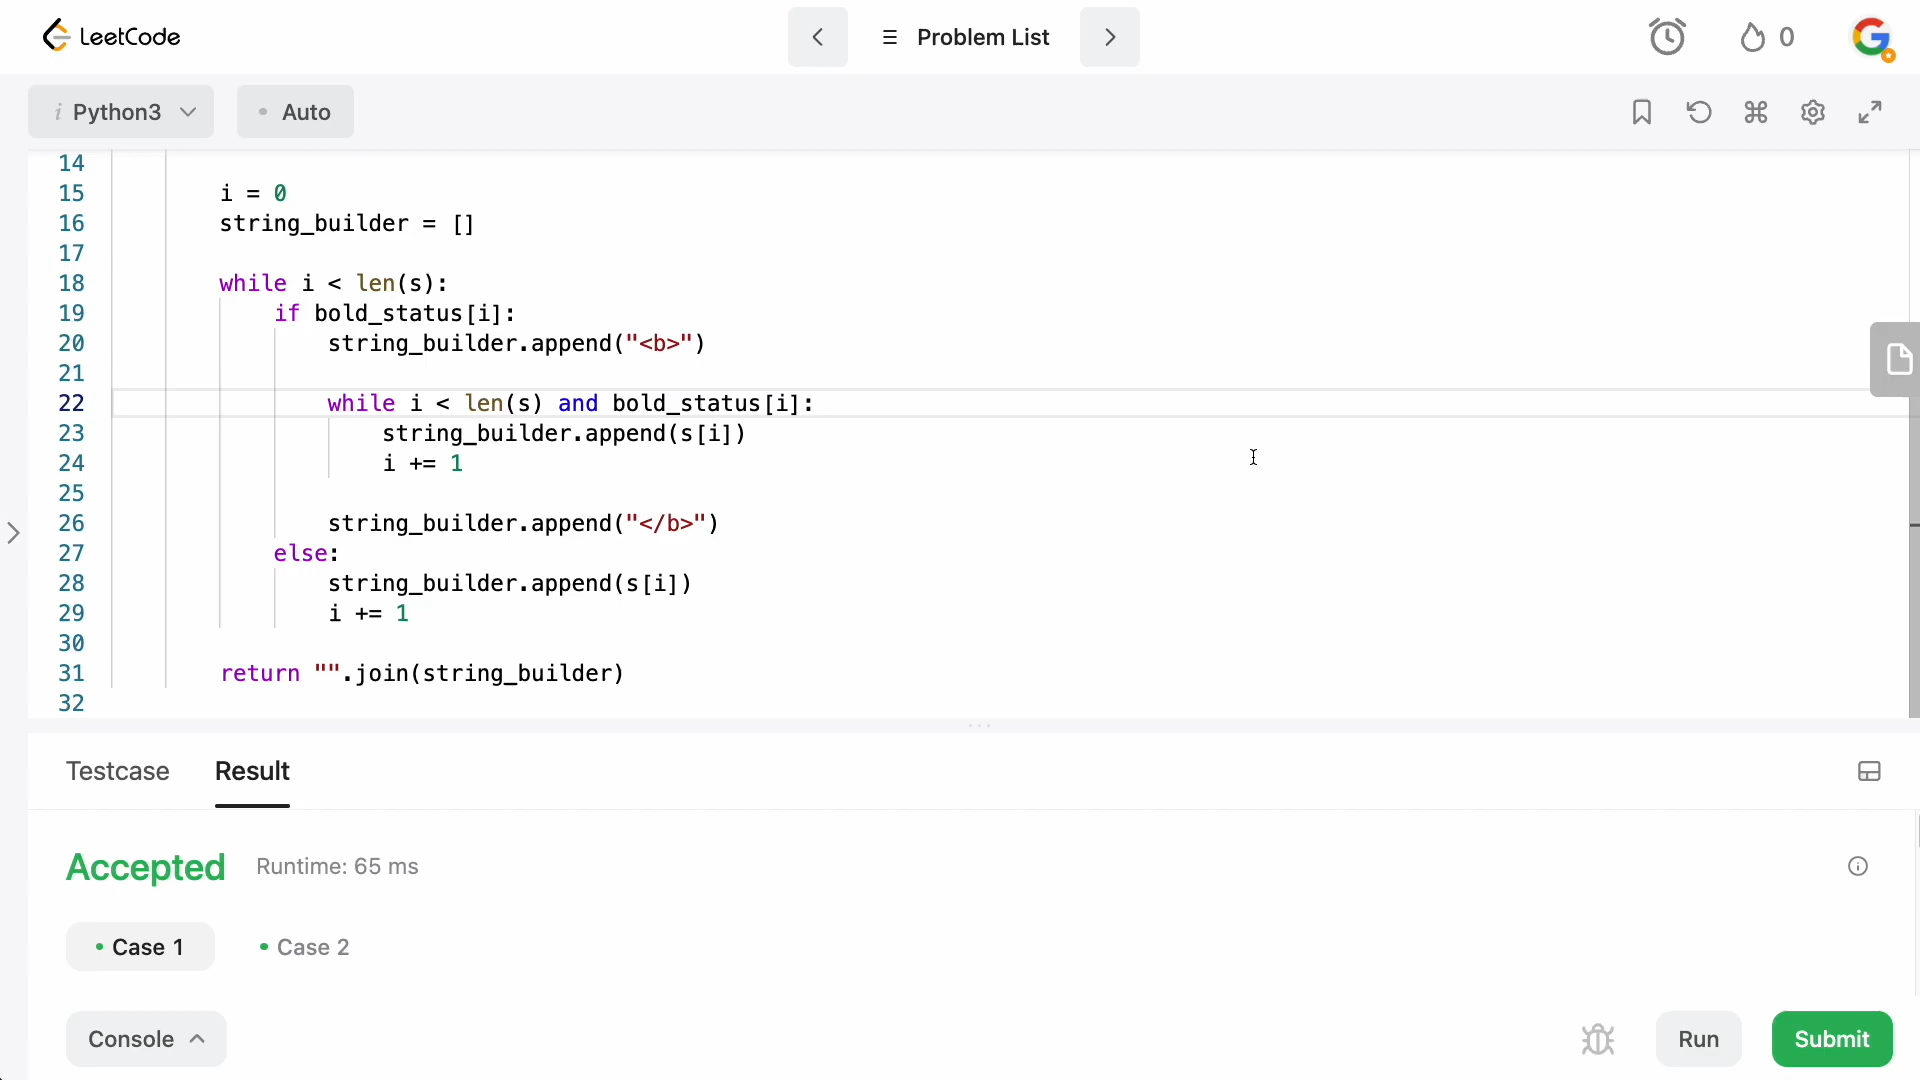 LeetCode
Problem List
0
i Python3
Auto
14
15 i = 0
16 string_builder = []
17
18 while i < len(s):
19 if bold_status[i]:
20 string_builder.append("<b>")
21
22 while i < len(s) and bold_status[i]:
23 string_builder.append(s[i])
24 i += 1
25
26 string_builder.append("</b>")
27 else:
28 string_builder.append(s[i])
29 i += 1
30
31 return "".join(string_builder)
32
Testcase Result
Accepted Runtime: 65 ms
Case 1 Case 2
Console Run Submit